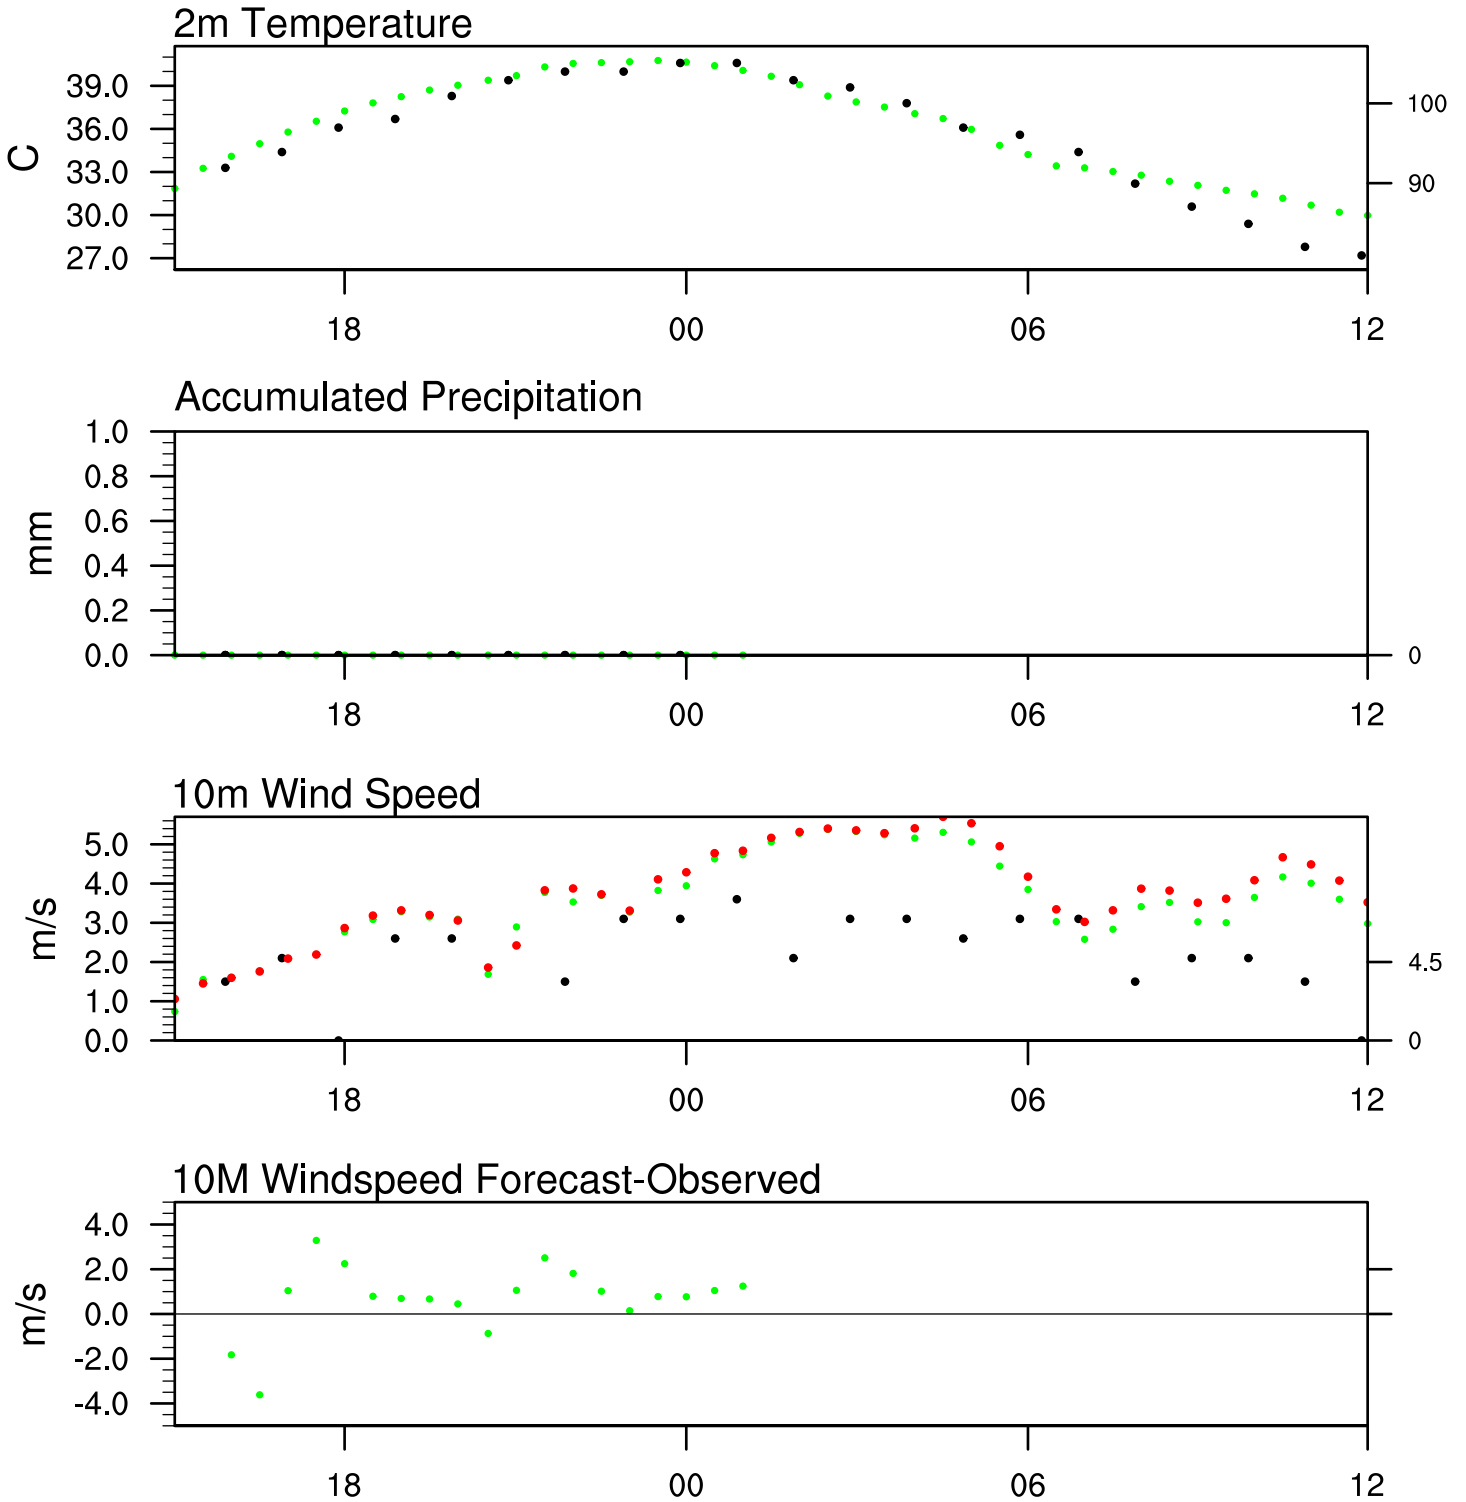 2m Temperature
39.0
36.0
33.0
30.0
27.0
C
100
90
18 00 06 12
Accumulated Precipitation
1.0
0.8
0.6
0.4
0.2
0.0
mm
0
18 00 06 12
10m Wind Speed
5.0
4.0
3.0
2.0
1.0
0.0
m/s
4.5
0
18 00 06 12
10M Windspeed Forecast-Observed
4.0
2.0
0.0
-2.0
-4.0
m/s
18 00 06 12